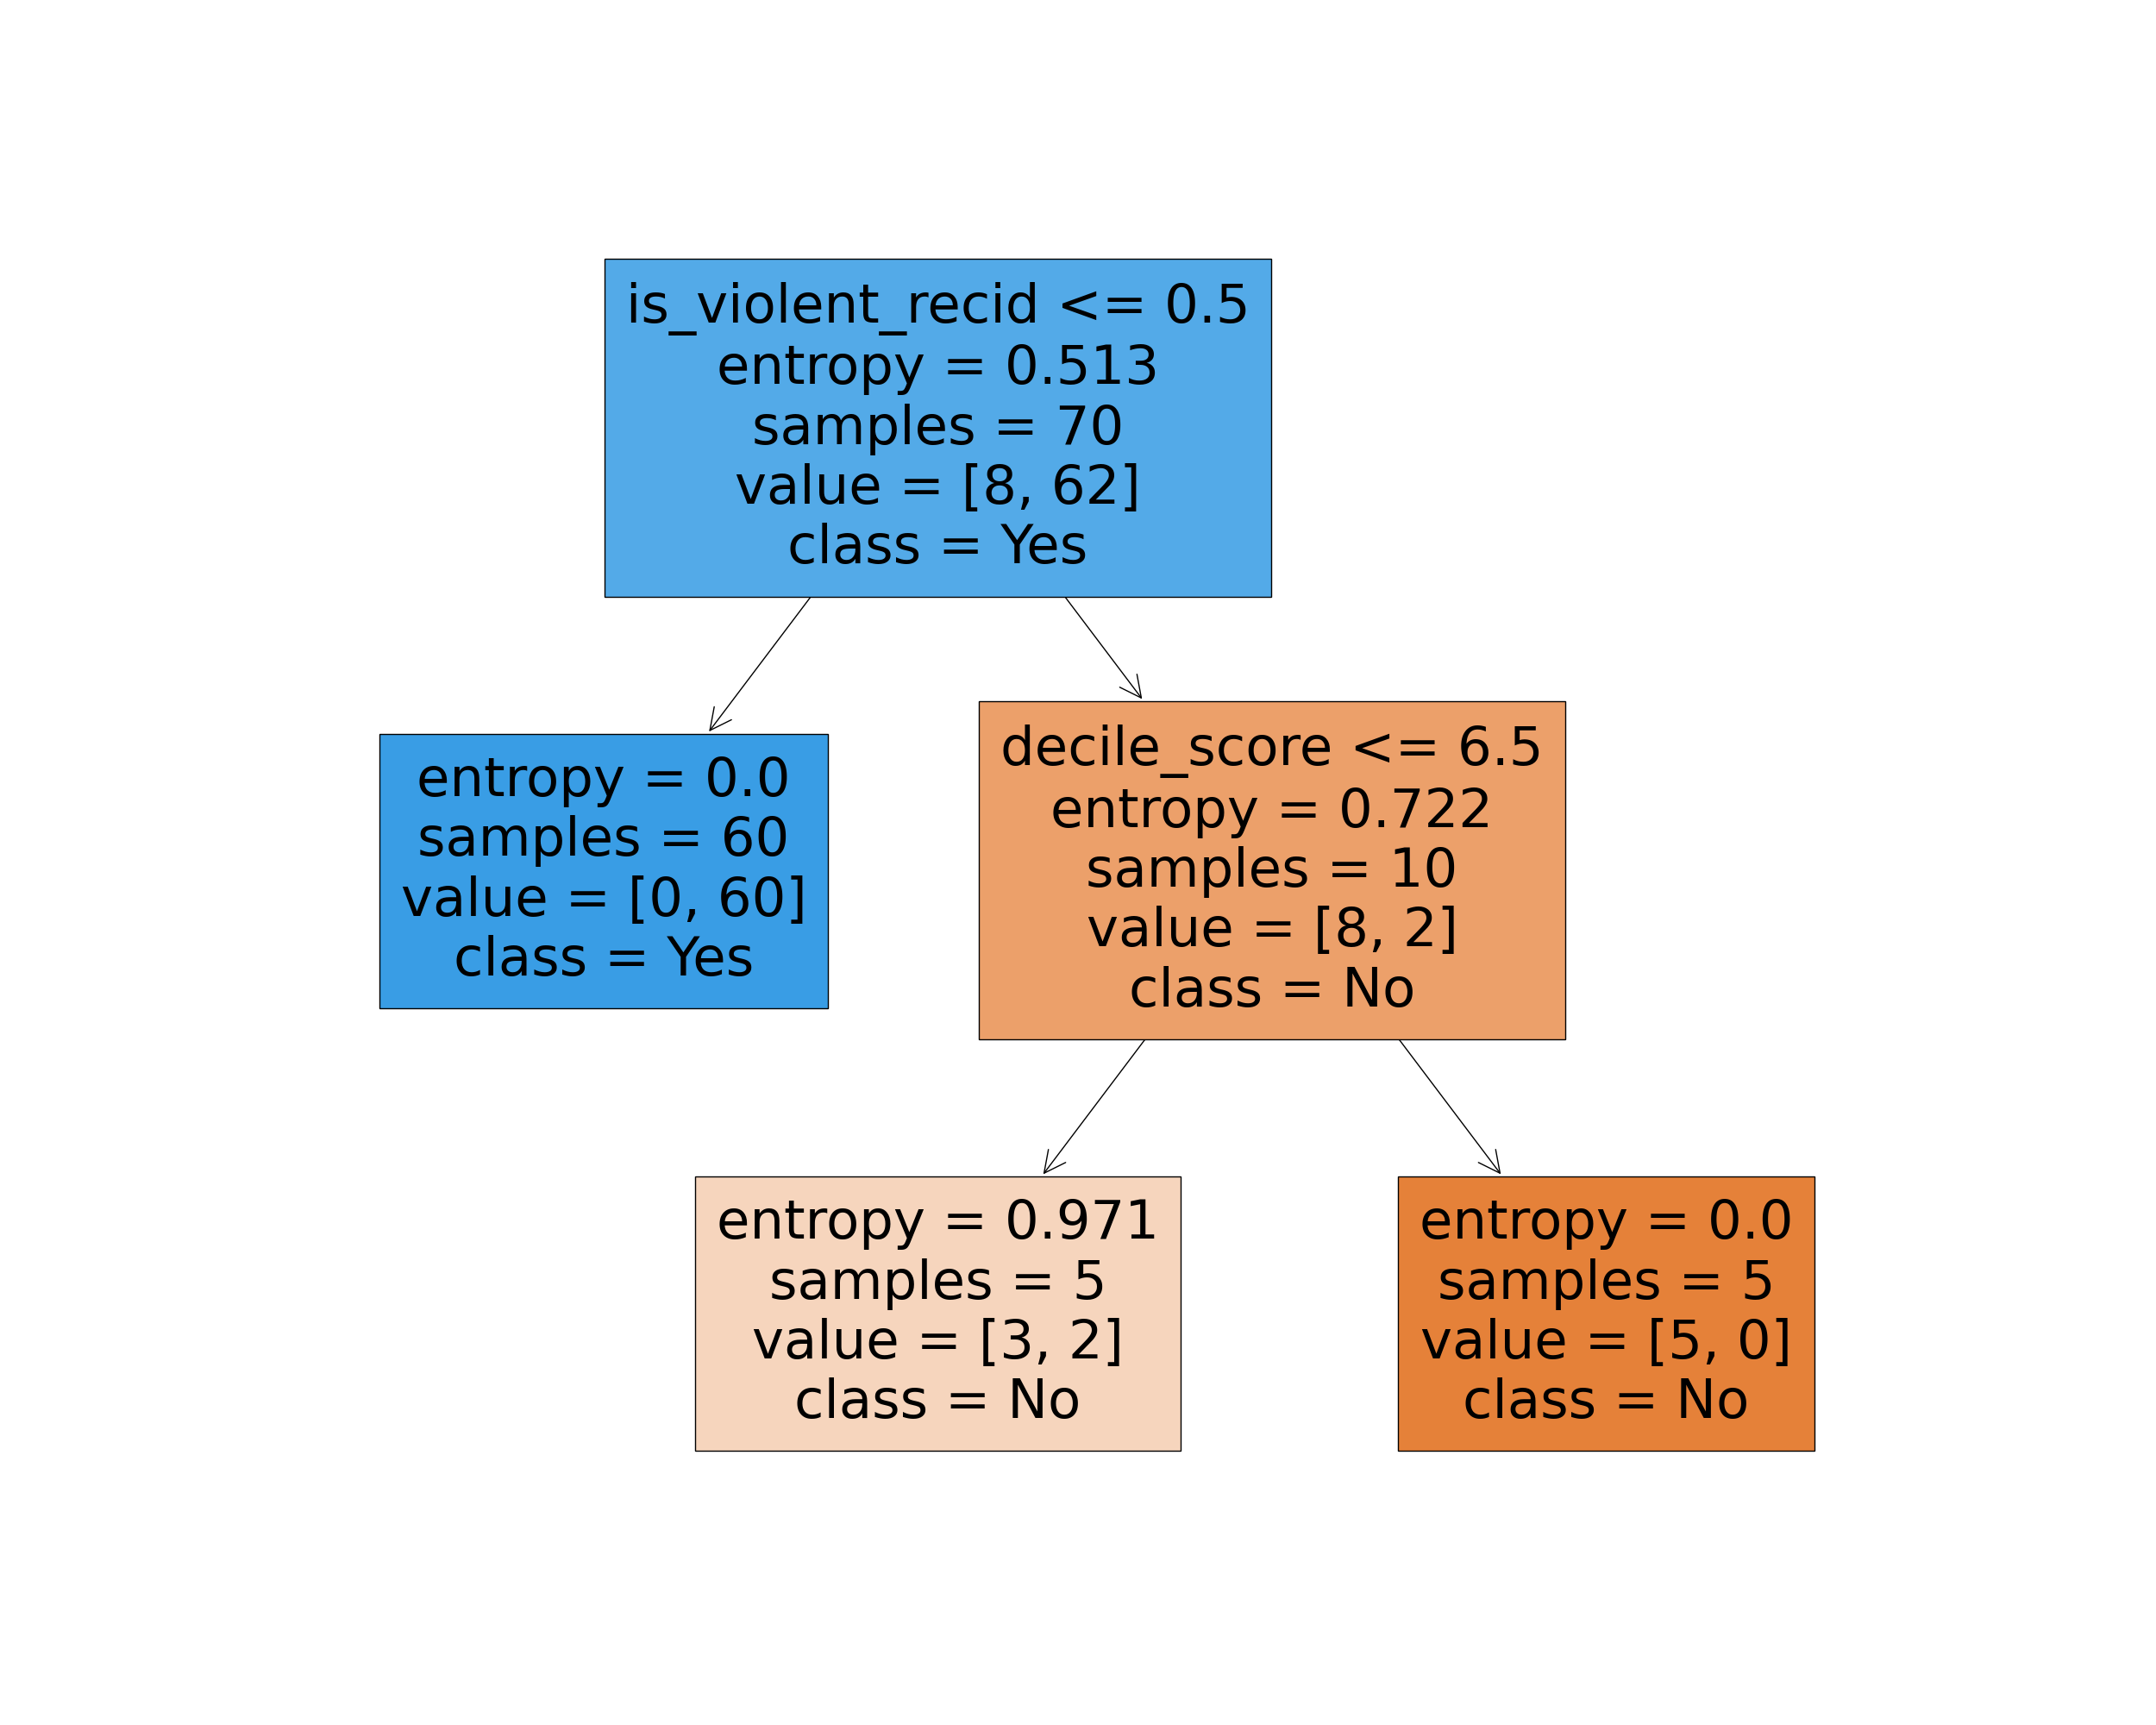 is_violent_recid <= 0.5
entropy = 0.513
samples = 70
value = [8, 62]
class = Yes
entropy = 0.0
samples = 60
value = [0, 60]
class = Yes
decile_score <= 6.5
entropy = 0.722
samples = 10
value = [8, 2]
class = No
entropy = 0.971
samples = 5
value = [3, 2]
class = No
entropy = 0.0
samples = 5
value = [5, 0]
class = No